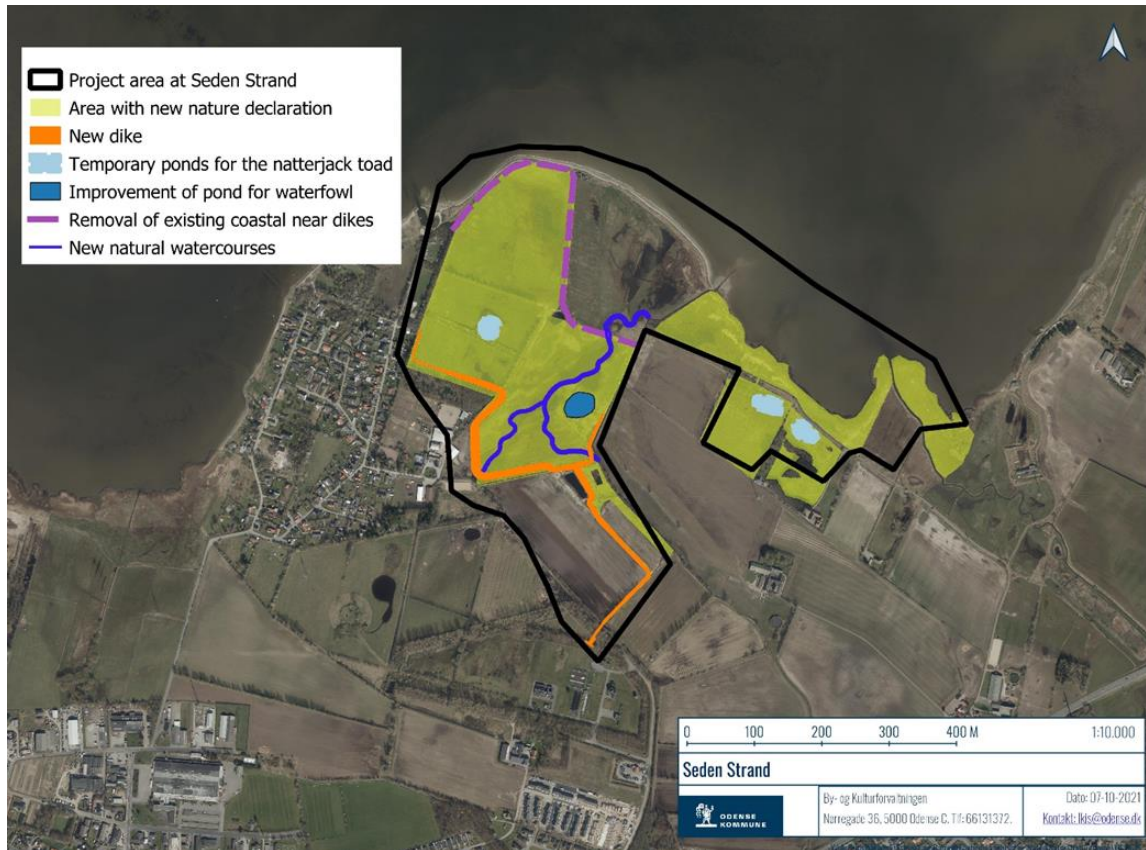 Project area at Seden Strand
Area with new nature declaration
New dike
Temporary ponds for the natterjack toad
Improvement of pond for waterfowl
Removal of existing coastal near dikes
New natural watercourses
0 100 200 300 400 M 1:10.000
Seden Strand
ODENSE
KOMMUNE
By- og Kulturforvaltningen
Nørregade 36, 5000 Odense C. Tlf: 66131372.
Dato: 07-10-2021
Kontakt: lkis@odense.dk